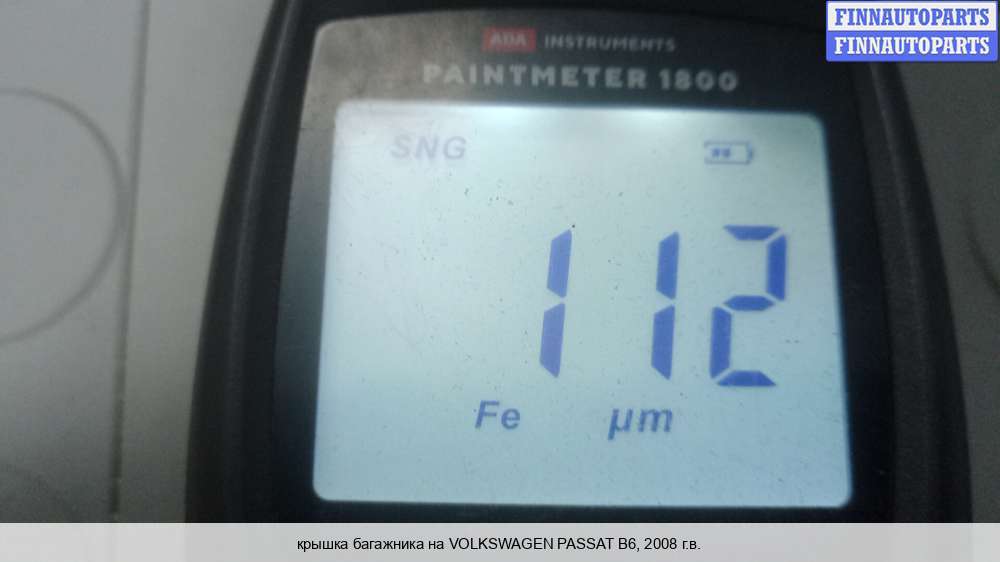 FINNAUTOPARTS
FINNAUTOPARTS
ADA INSTRUMENTS
PAINTMETER 1800
SNG
112
Fe µm
крышка багажника на VOLKSWAGEN PASSAT B6, 2008 г.в.